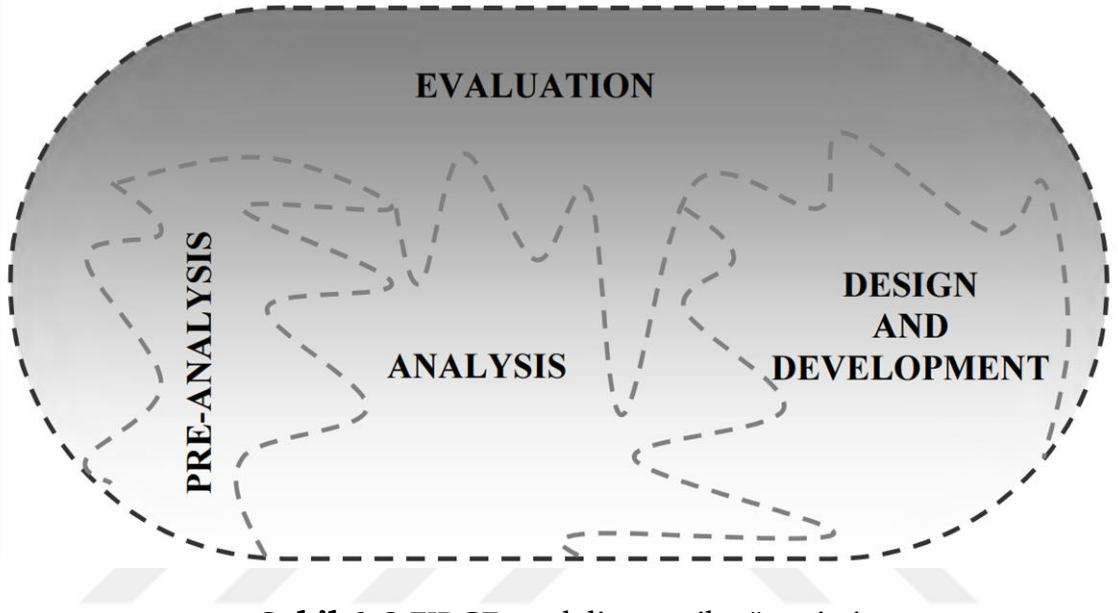 EVALUATION
PRE-ANALYSIS
ANALYSIS
DESIGN
AND
DEVELOPMENT